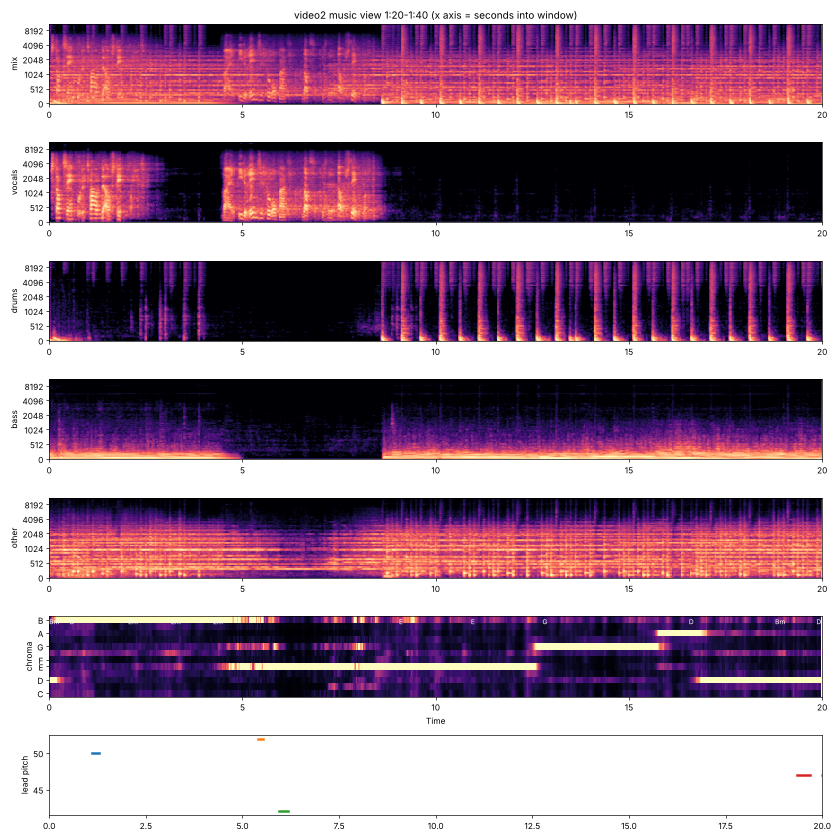 video2 music view 1:20-1:40 (x axis = seconds into window)
mix
8192
4096
2048
1024
512
0
0 5 10 15 20
vocals
8192
4096
2048
1024
512
0
0 5 10 15 20
drums
8192
4096
2048
1024
512
0
0 5 10 15 20
bass
8192
4096
2048
1024
512
0
0 5 10 15 20
other
8192
4096
2048
1024
512
0
0 5 10 15 20
chroma
B
A
G
E
D
C
E E G D Bm D
0 5 10 15 20
Time
lead pitch
50
45
0.0 2.5 5.0 7.5 10.0 12.5 15.0 17.5 20.0